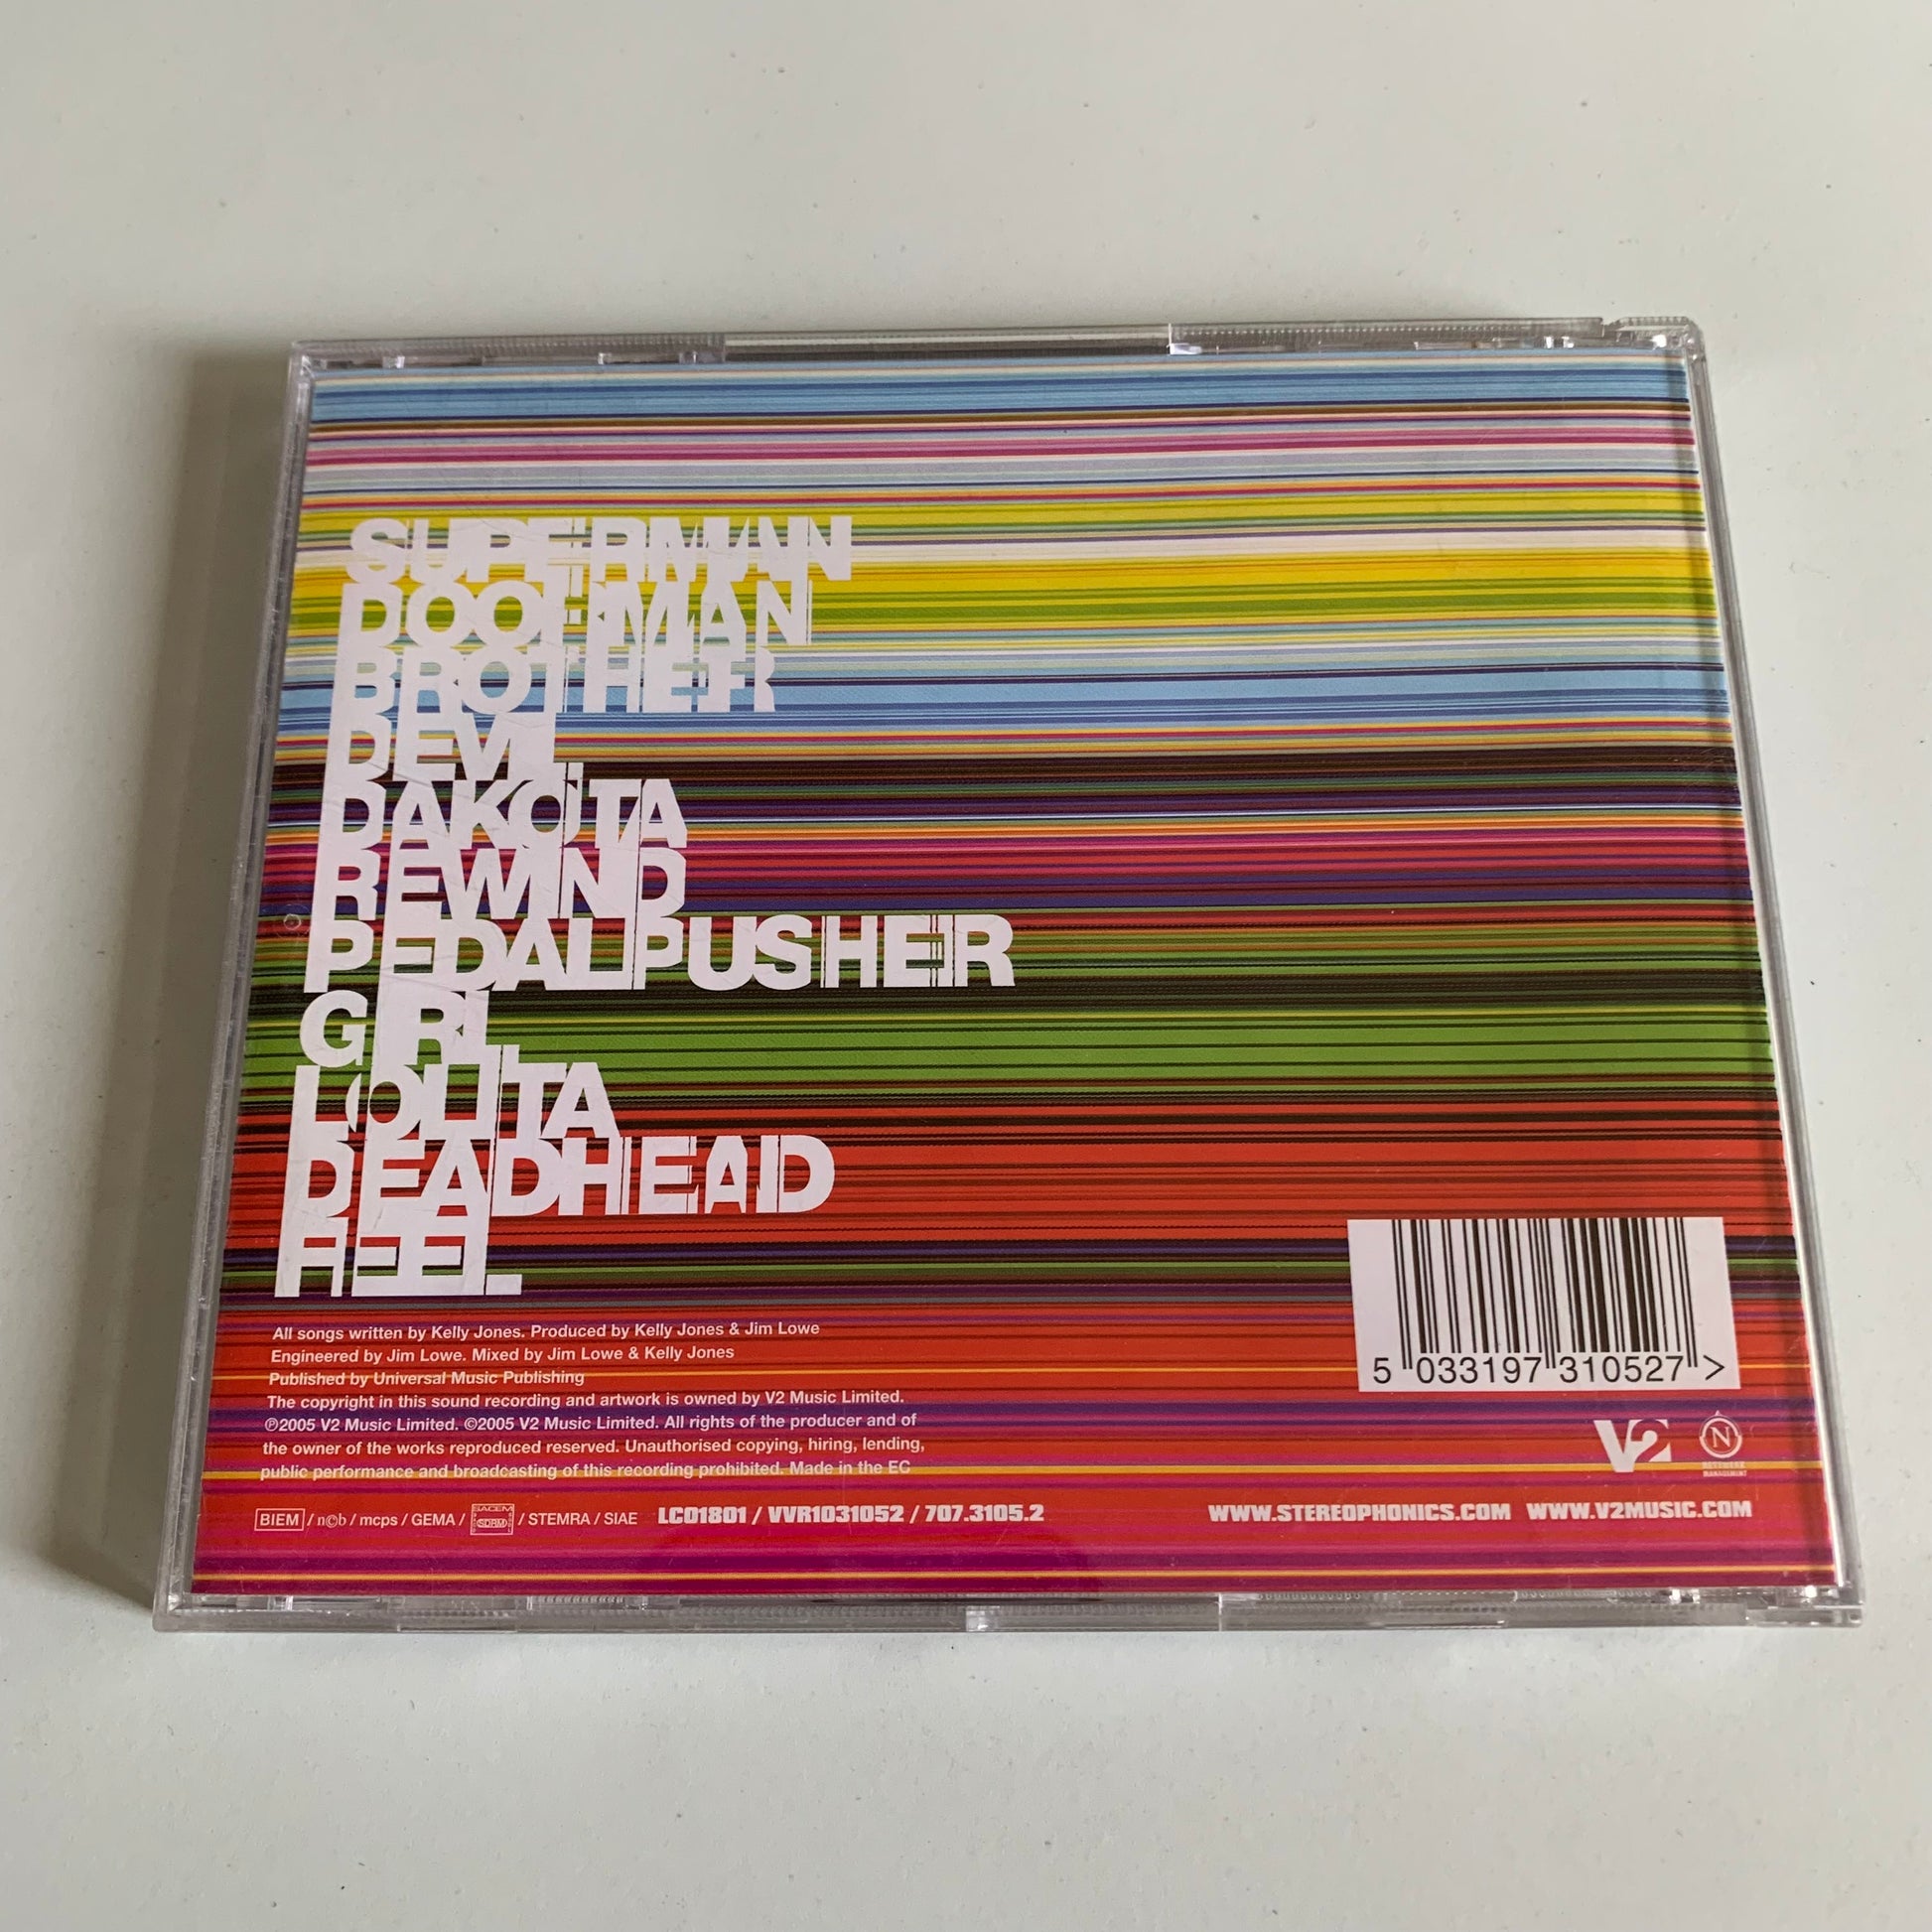 SUPERMAN
DOORMAN
BROTHER
DEVIL
DAKOTA
REWIND
PEDALPUSHER
GIRL
LOLITA
DEADHEAD
FEEL
All songs written by Kelly Jones. Produced by Kelly Jones & Jim Lowe
Engineered by Jim Lowe. Mixed by Jim Lowe & Kelly Jones
Published by Universal Music Publishing
The copyright in this sound recording and artwork is owned by V2 Music Limited.
℗2005 V2 Music Limited. ©2005 V2 Music Limited. All rights of the producer and of
the owner of the works reproduced reserved. Unauthorised copying, hiring, lending,
public performance and broadcasting of this recording prohibited. Made in the EC
BIEM / n©b / mcps / GEMA / SACEM SDRM / STEMRA / SIAE LC01801 / VVR1031052 / 707.3105.2
5 033197 310527 >
V2 N
MANAGEMENT
WWW.STEREOPHONICS.COM WWW.V2MUSIC.COM